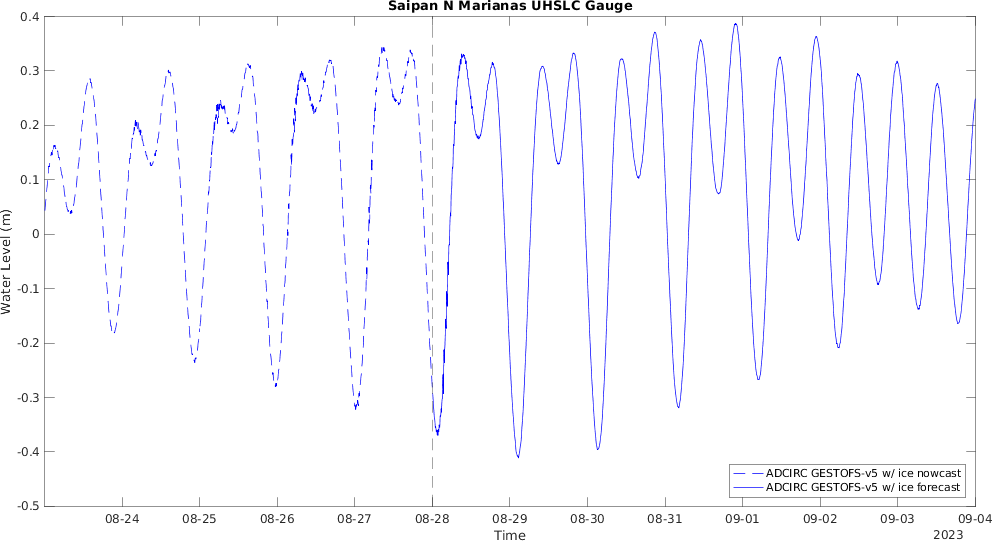 Saipan N Marianas UHSLC Gauge
0.4
0.3
0.2
0.1
0
-0.1
-0.2
-0.3
-0.4
-0.5
Water Level (m)
ADCIRC GESTOFS-v5 w/ ice nowcast
ADCIRC GESTOFS-v5 w/ ice forecast
08-24 08-25 08-26 08-27 08-28 08-29 08-30 08-31 09-01 09-02 09-03 09-04
Time
2023